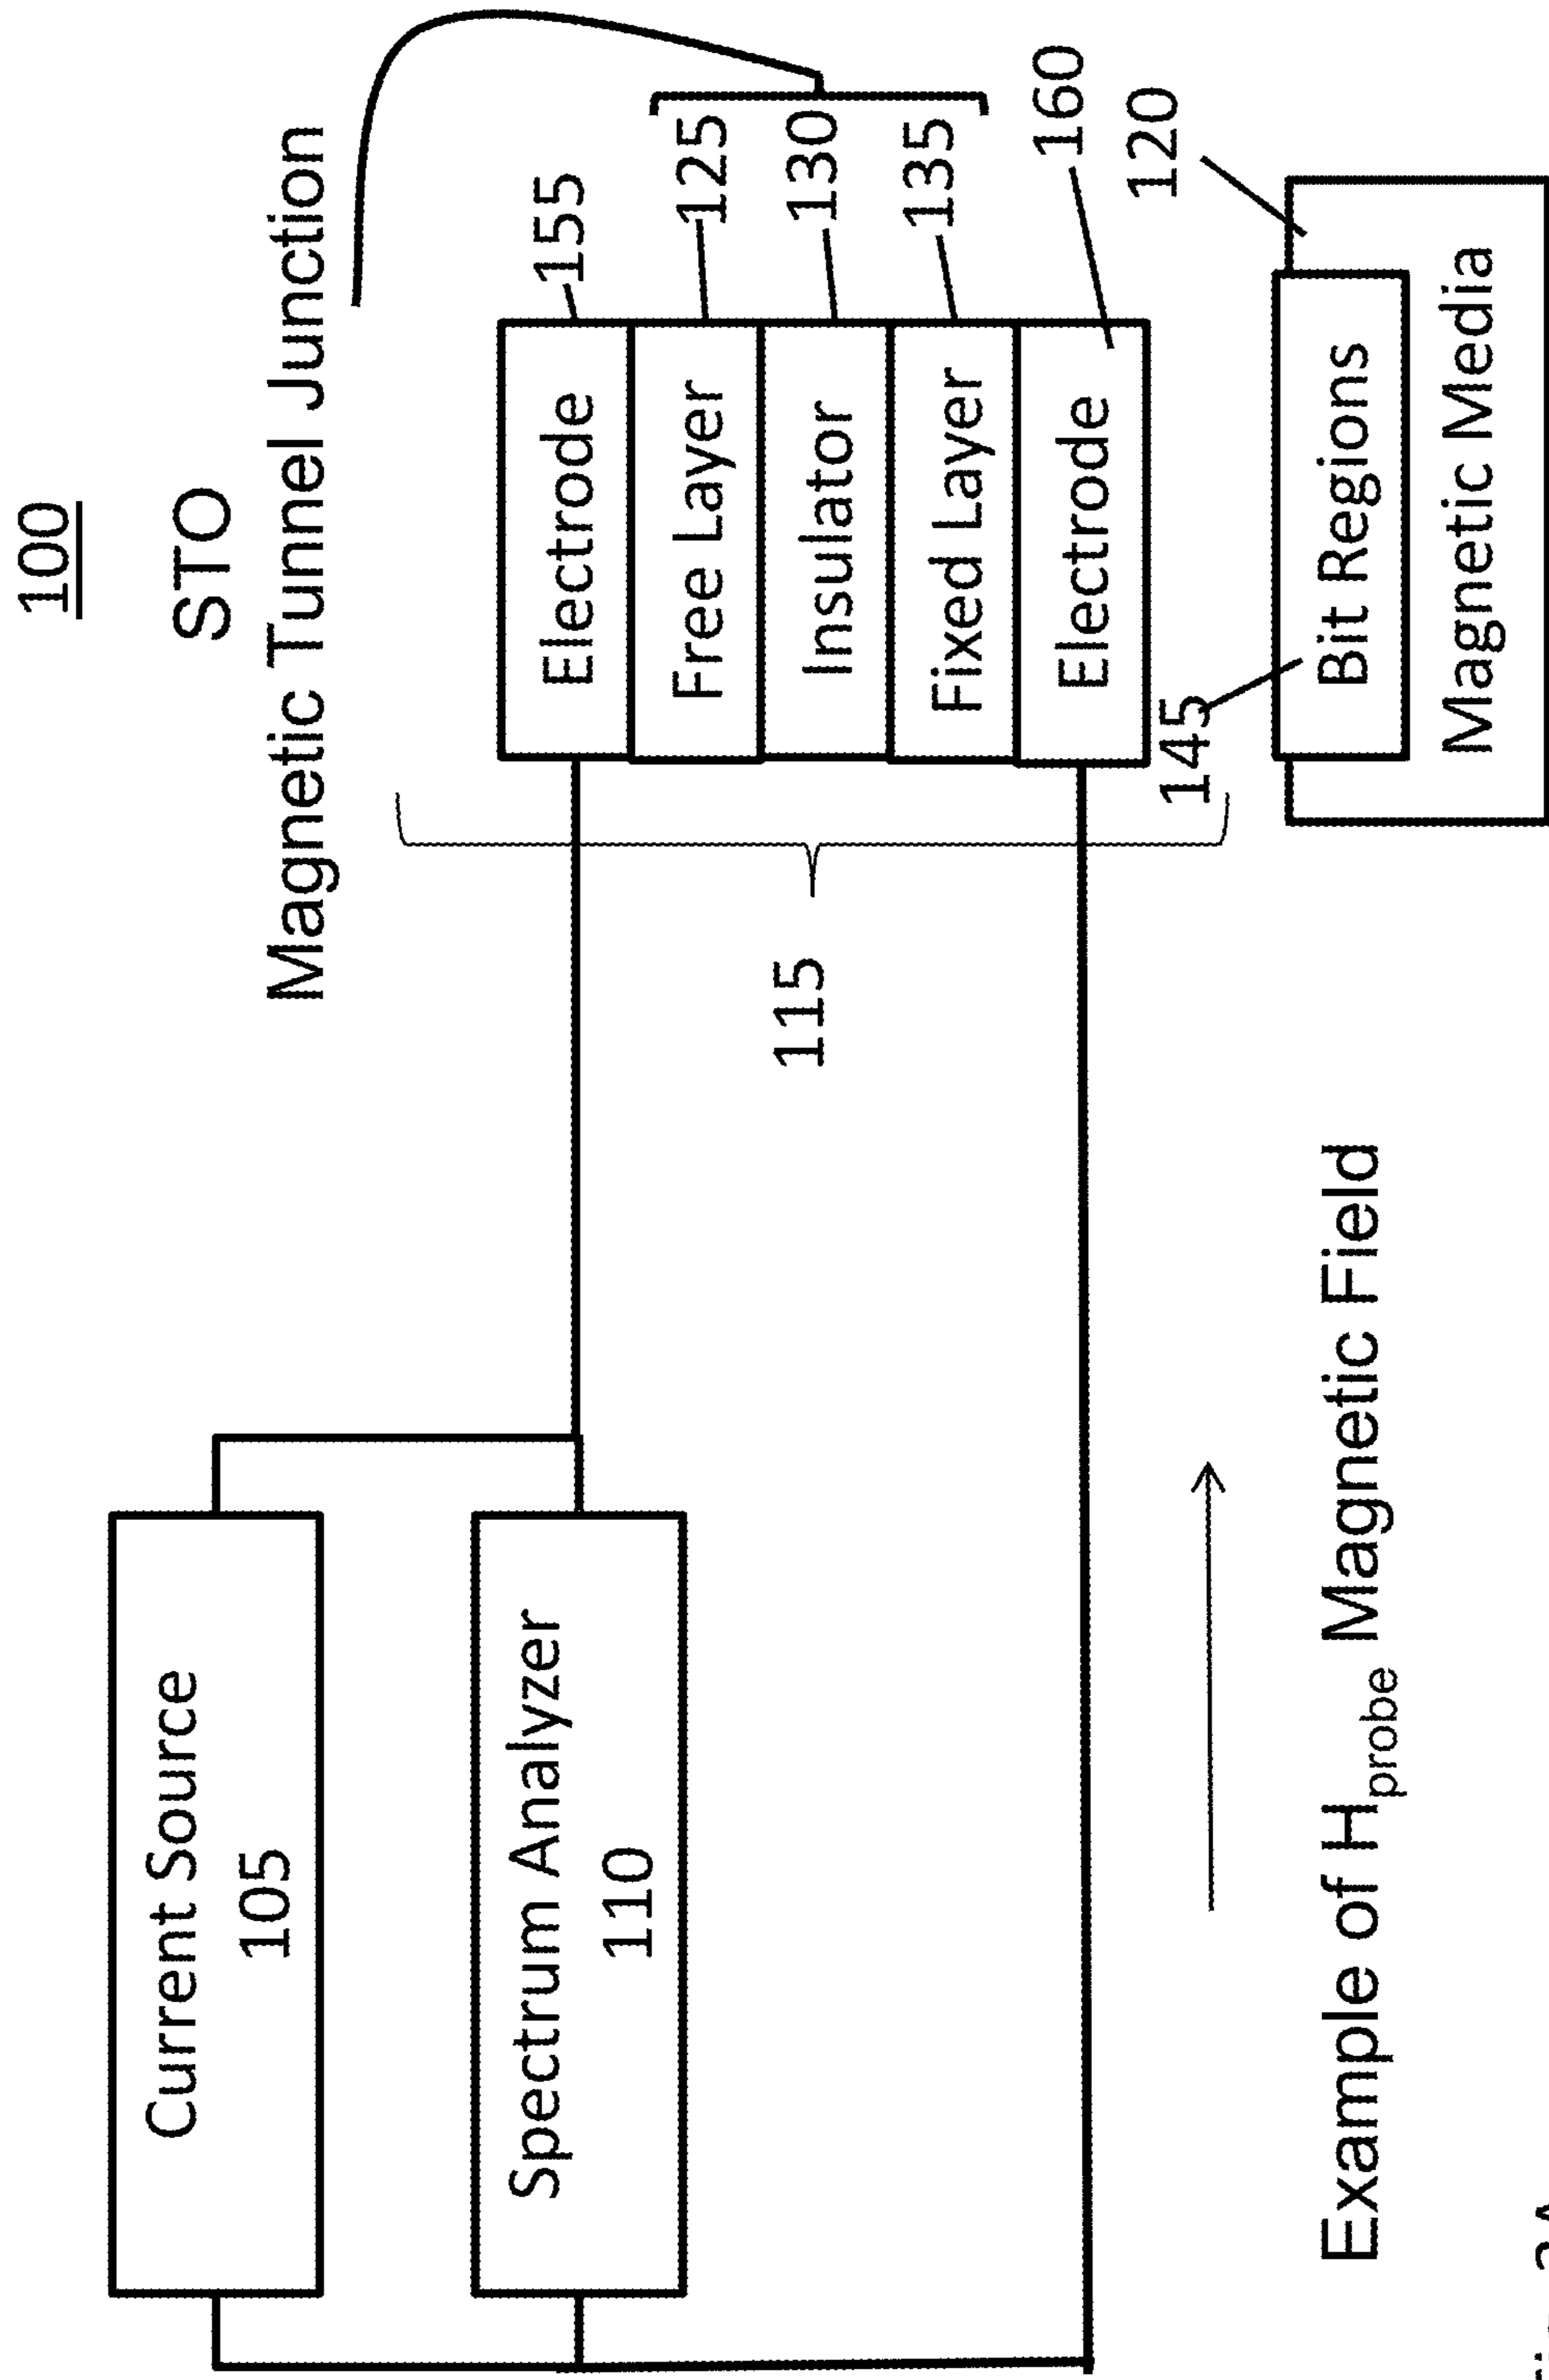 100
STO
Magnetic Tunnel Junction
Current Source
105
Spectrum Analyzer
110
115
Electrode
155
Free Layer
125
Insulator
130
Fixed Layer
135
Electrode
160
120
145
Bit Regions
Magnetic Media
Example of Hprobe Magnetic Field